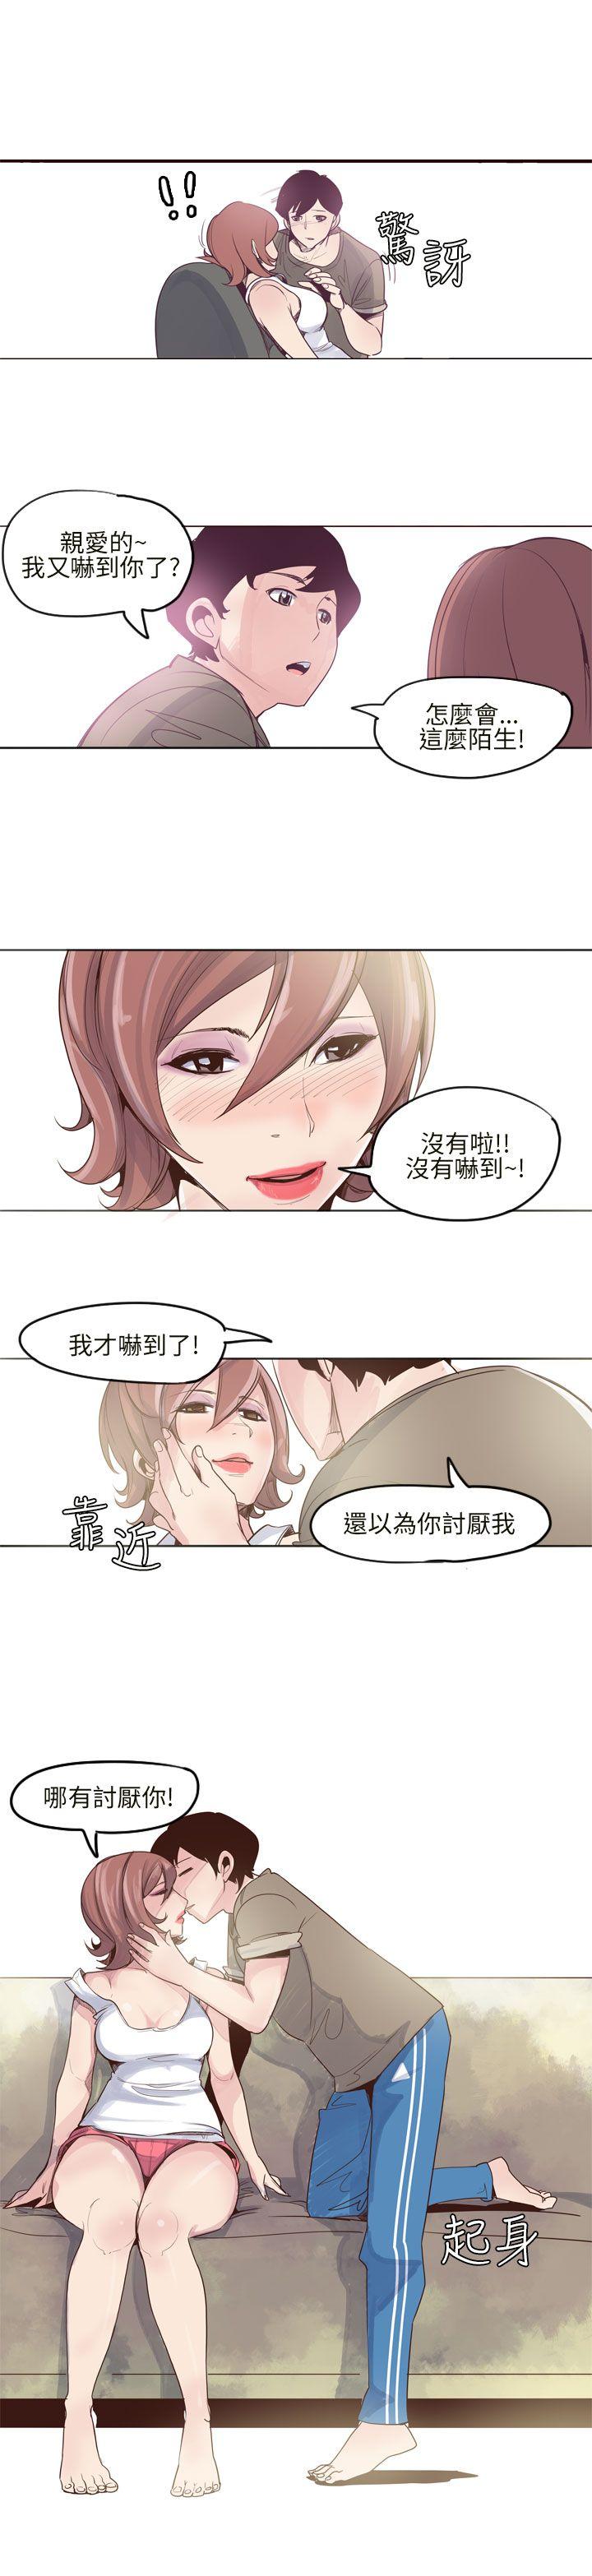 !!
驚訝
親愛的~
我又嚇到你了?
怎麼會...
這麼陌生!
沒有啦!!
沒有嚇到~!
我才嚇到了!
靠近
還以為你討厭我
哪有討厭你!
起身